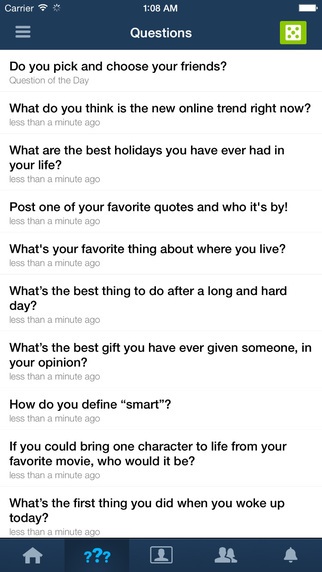 Carrier 1:08 AM
Questions
Do you pick and choose your friends?
Question of the Day
What do you think is the new online trend right now?
less than a minute ago
What are the best holidays you have ever had in
your life?
less than a minute ago
Post one of your favorite quotes and who it's by!
less than a minute ago
What's your favorite thing about where you live?
less than a minute ago
What’s the best thing to do after a long and hard
day?
less than a minute ago
What’s the best gift you have ever given someone, in
your opinion?
less than a minute ago
How do you define “smart”?
less than a minute ago
If you could bring one character to life from your
favorite movie, who would it be?
less than a minute ago
What’s the first thing you did when you woke up
today?
less than a minute ago
???